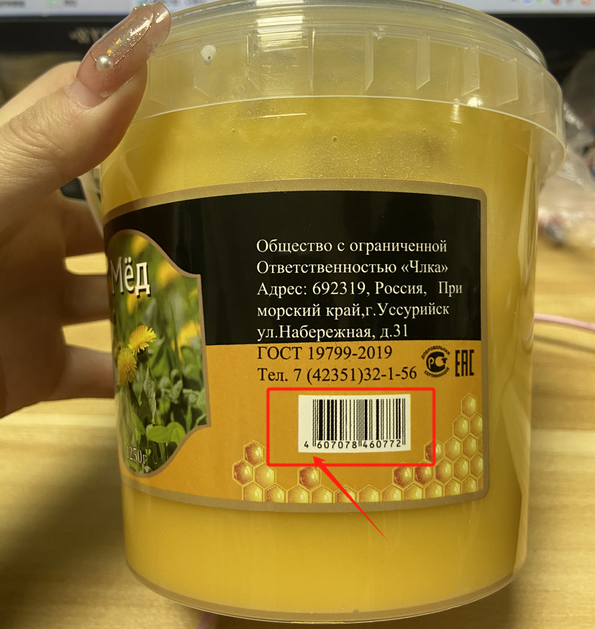 Мёд
Общество с ограниченной
Ответственностью «Члка»
Адрес: 692319, Россия, При
морский край,г.Уссурийск
ул.Набережная, д.31
ГОСТ 19799-2019
Тел. 7 (42351)32-1-56
ЕАС
4 607078 460772
250г